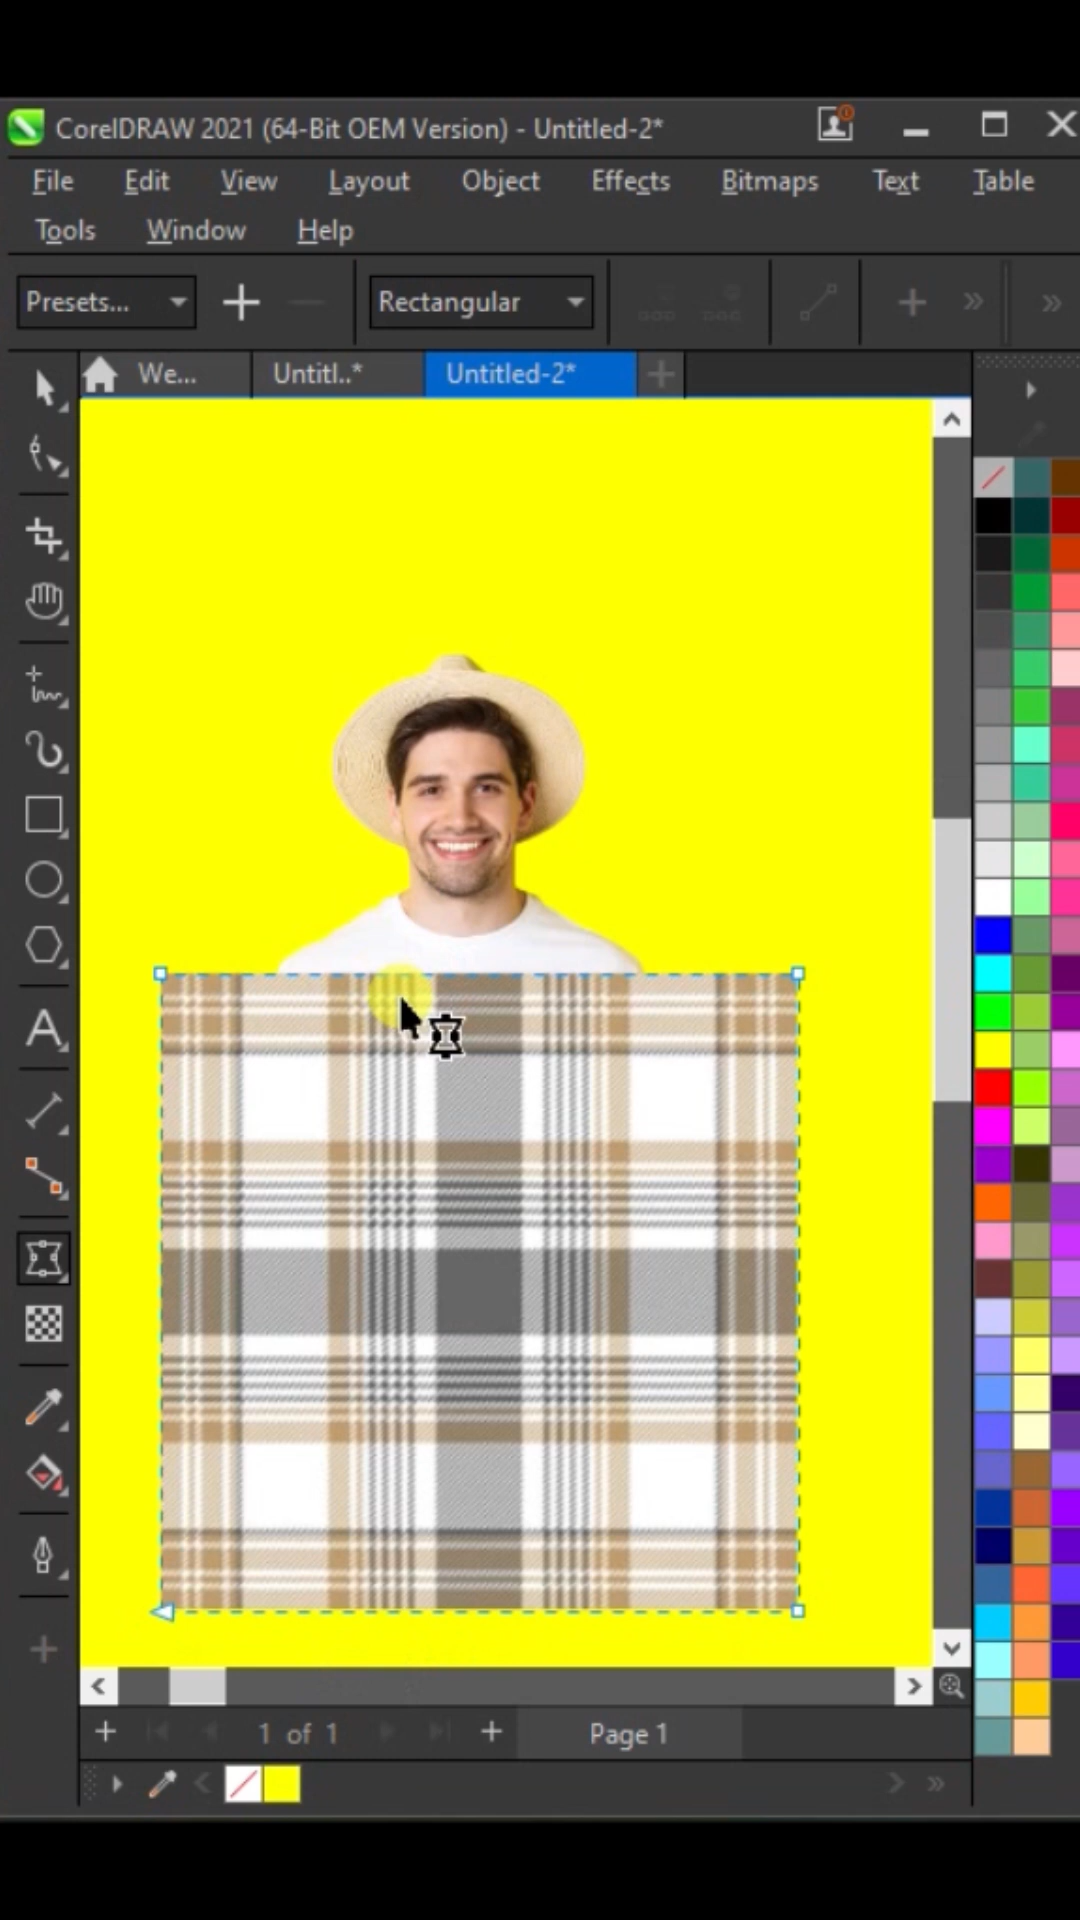 CorelDRAW 2021 (64-Bit OEM Version) - Untitled-2*
File Edit View Layout Object Effects Bitmaps Text Table
Tools Window Help
Presets... Rectangular
We... Untitl..* Untitled-2*
1 of 1 Page 1